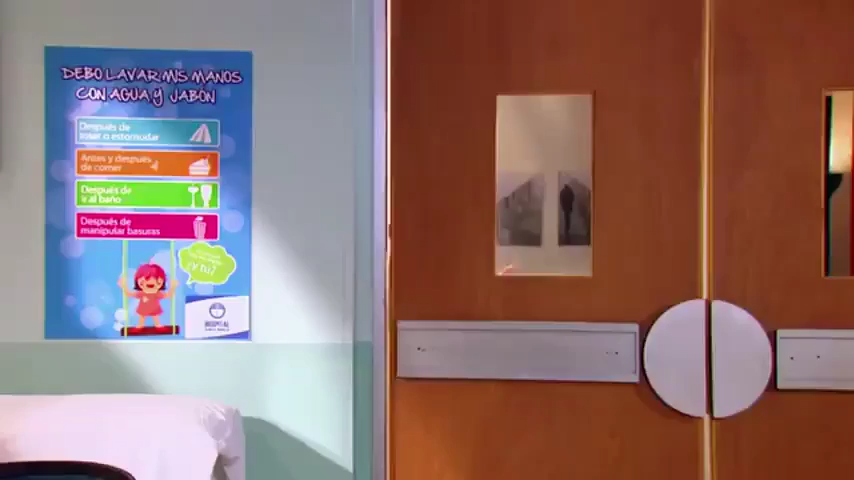 DEBO LAVAR MIS MANOS
CON AGUA Y JABÓN
Después de
toser o estornudar
Antes y después
de comer
Después de
ir al baño
Después de
manipular basuras
¿Y tú?
HOSPITAL